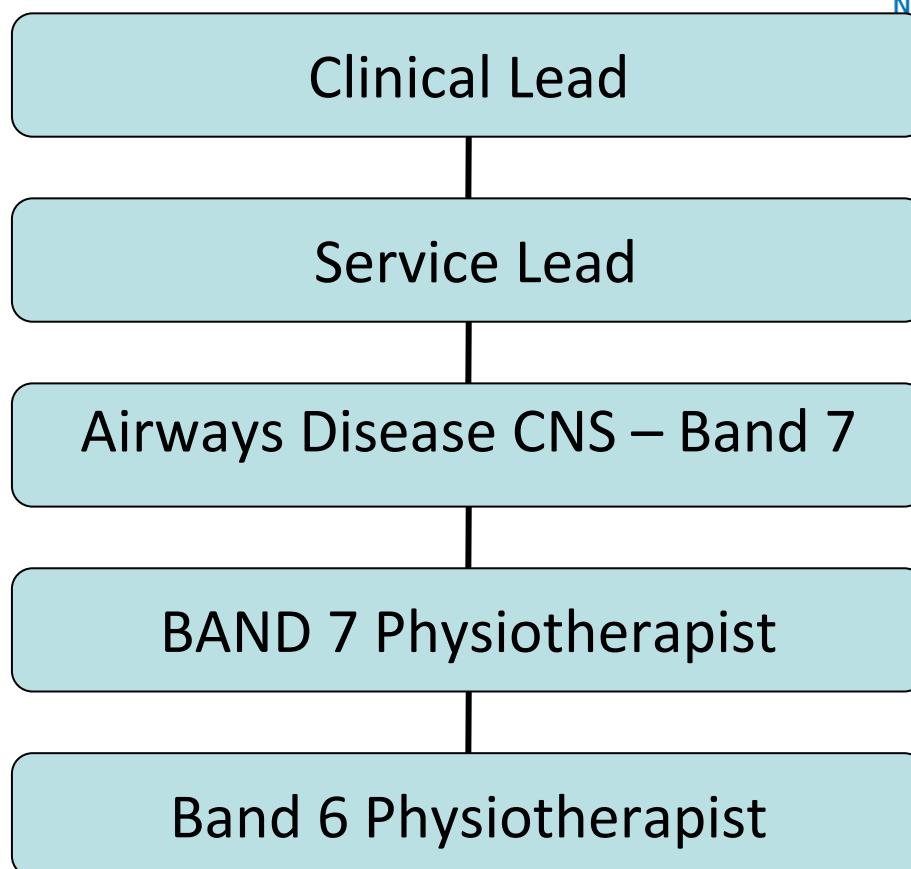 Clinical Lead
Service Lead
Airways Disease CNS – Band 7
BAND 7 Physiotherapist
Band 6 Physiotherapist